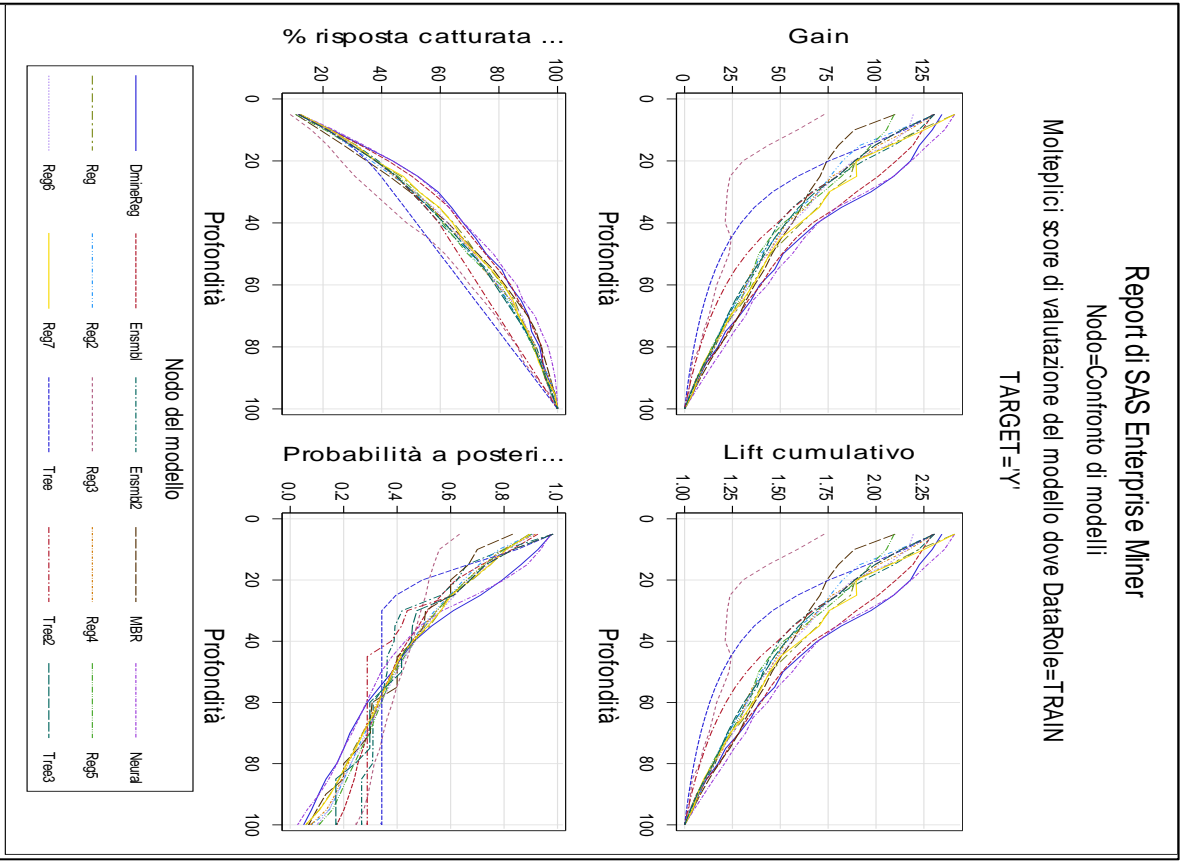 Report di SAS Enterprise Miner
Nodo=Confronto di modelli
Molteplici score di valutazione del modello dove DataRole=TRAIN
TARGET='Y'
Gain
125
100
75
50
25
0
0 20 40 60 80 100
Profondità
Lift cumulativo
2.25
2.00
1.75
1.50
1.25
1.00
0 20 40 60 80 100
Profondità
% risposta catturata ...
100
80
60
40
20
0 20 40 60 80 100
Profondità
Probabilità a posteri...
1.0
0.8
0.6
0.4
0.2
0.0
0 20 40 60 80 100
Profondità
Nodo del modello
DmineReg Ensmbl Ensmbl2 MBR Neural
Reg Reg2 Reg3 Reg4 Reg5
Reg6 Reg7 Tree Tree2 Tree3